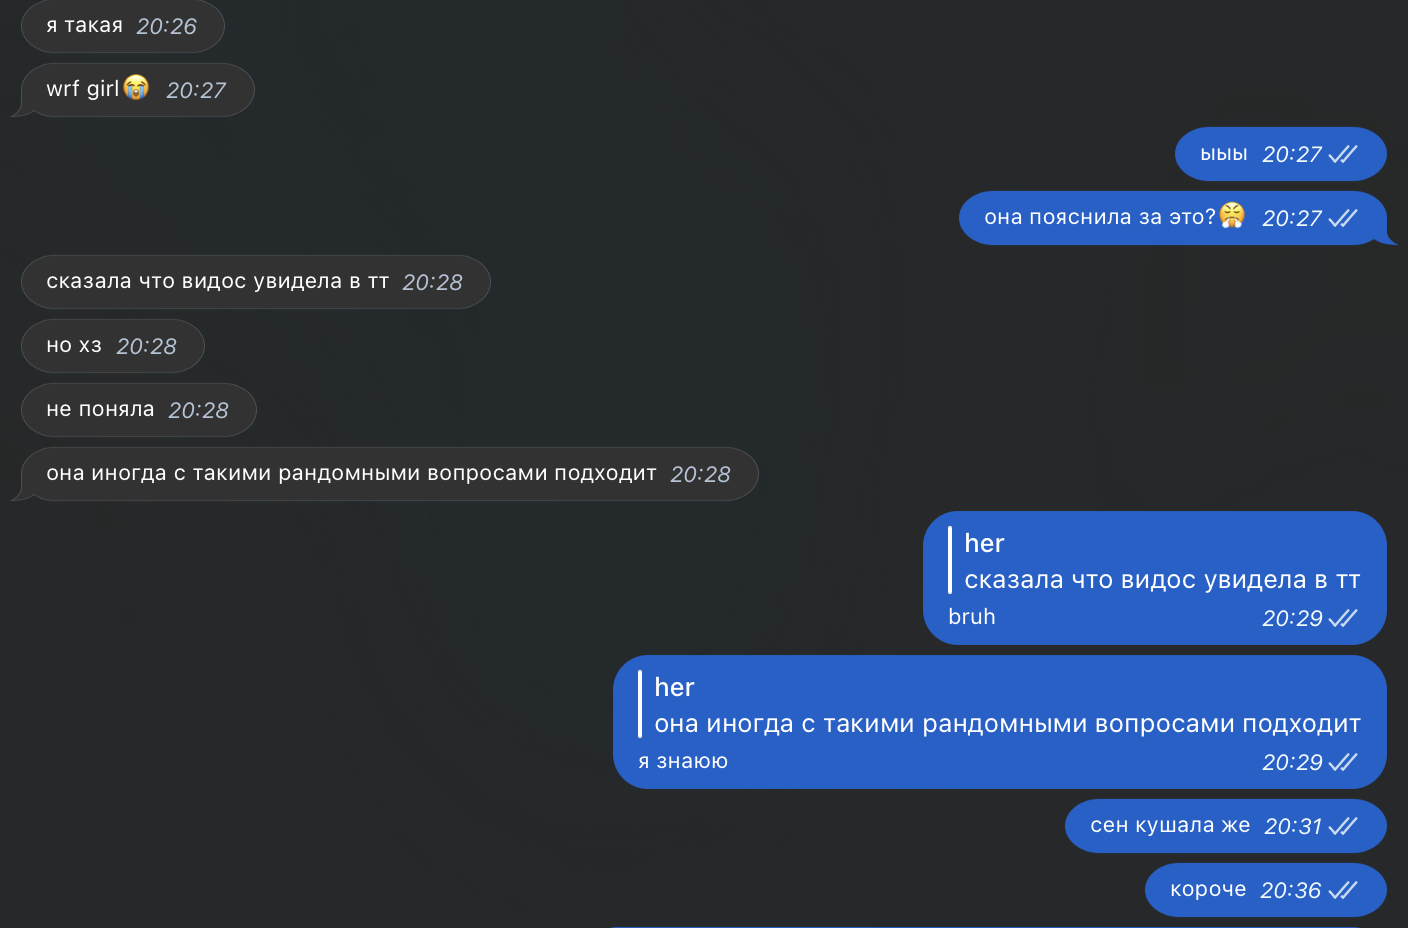 я такая 20:26
wrf girl😭 20:27
ыыы 20:27
она пояснила за это?😤 20:27
сказала что видос увидела в тт 20:28
но хз 20:28
не поняла 20:28
она иногда с такими рандомными вопросами подходит 20:28
her
сказала что видос увидела в тт
bruh 20:29
her
она иногда с такими рандомными вопросами подходит
я знаюю 20:29
сен кушала же 20:31
короче 20:36